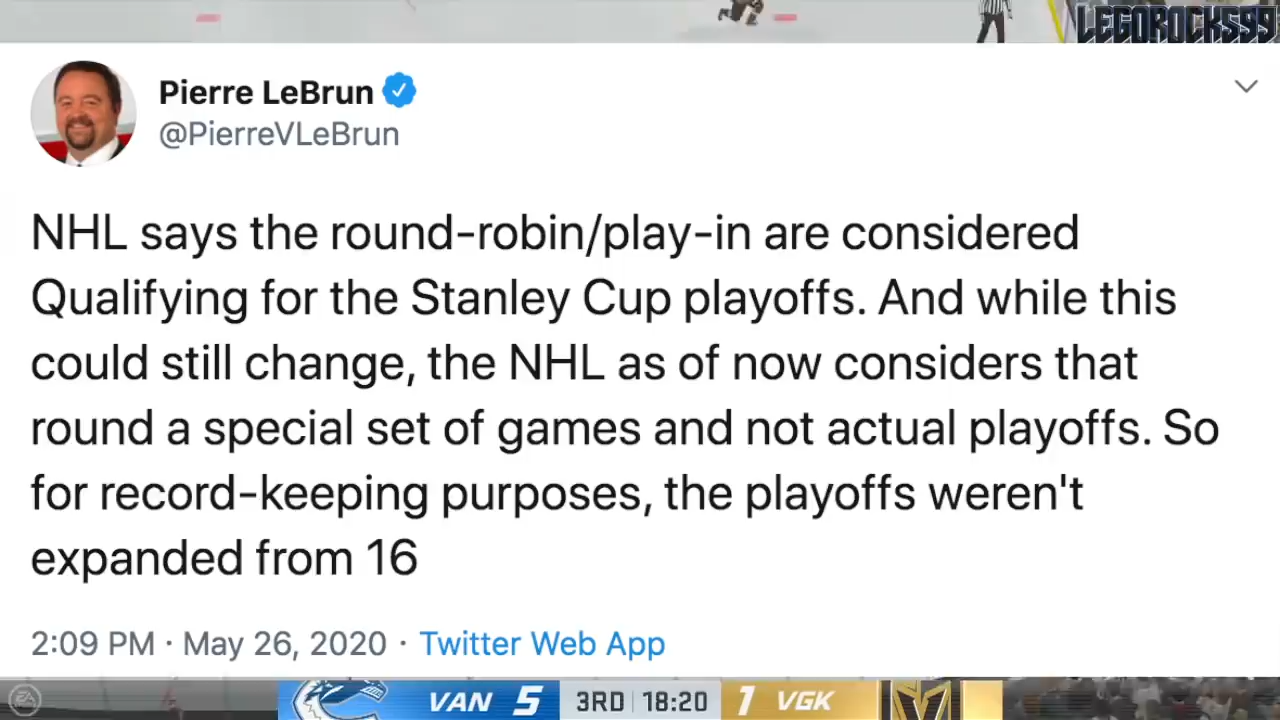 LEGOROCKS99
Pierre LeBrun
@PierreVLeBrun
NHL says the round-robin/play-in are considered
Qualifying for the Stanley Cup playoffs. And while this
could still change, the NHL as of now considers that
round a special set of games and not actual playoffs. So
for record-keeping purposes, the playoffs weren't
expanded from 16
2:09 PM · May 26, 2020 · Twitter Web App
EA VAN 5 3RD 18:20 1 VGK